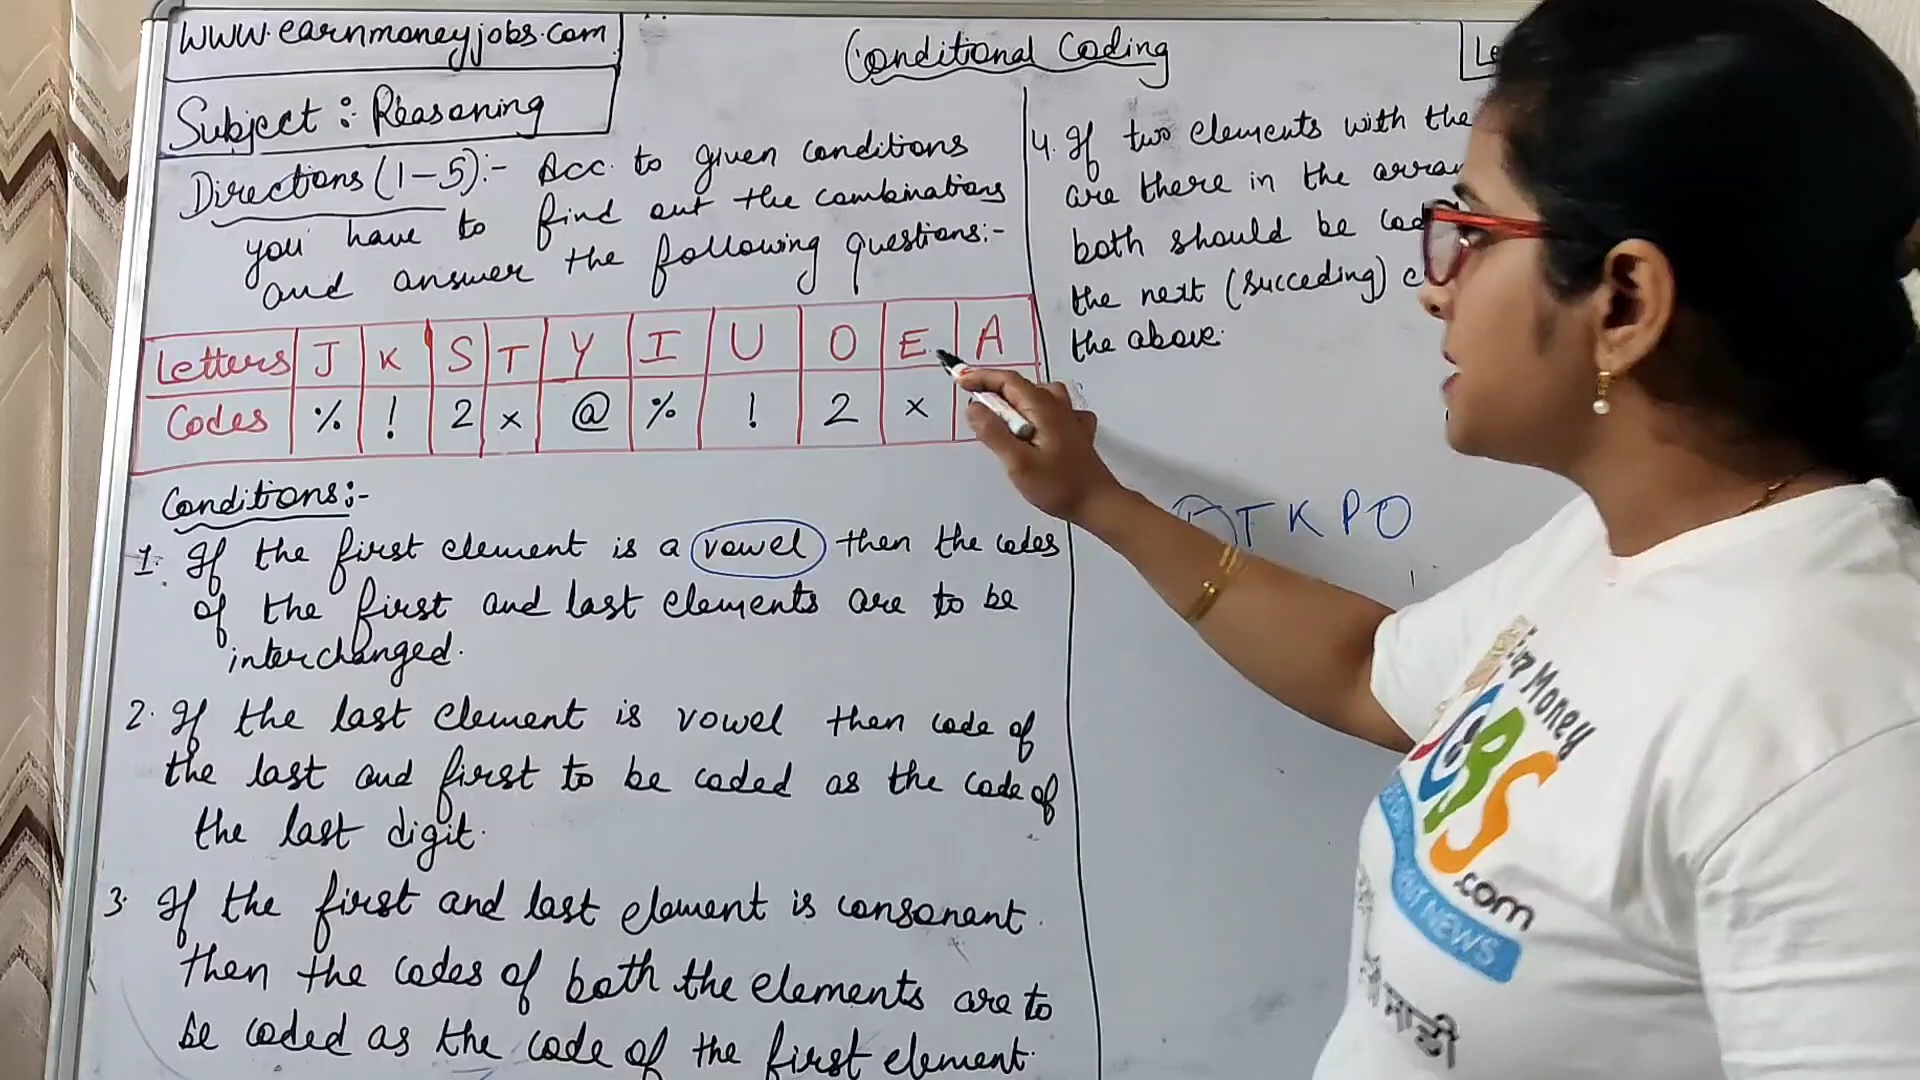 www.earnmoneyjobs.com
Conditional Coding
Subject : Reasoning
Directions (1-5):- Acc. to given conditions
you have to find out the combinations
and answer the following questions:-
Letters J K S T Y I U O E A
Codes % ! 2 × @ % ! 2 ×
Conditions:-
1. If the first element is a vowel then the codes
of the first and last elements are to be
interchanged.
2. If the last element is vowel then code of
the last and first to be coded as the code of
the last digit.
3. If the first and last element is consonant
then the codes of both the elements are to
be coded as the code of the first element.
4. If two elements with the
are there in the
both should be
the next (succeding)
the above.
T K P O
JOBS
.com
NEWS